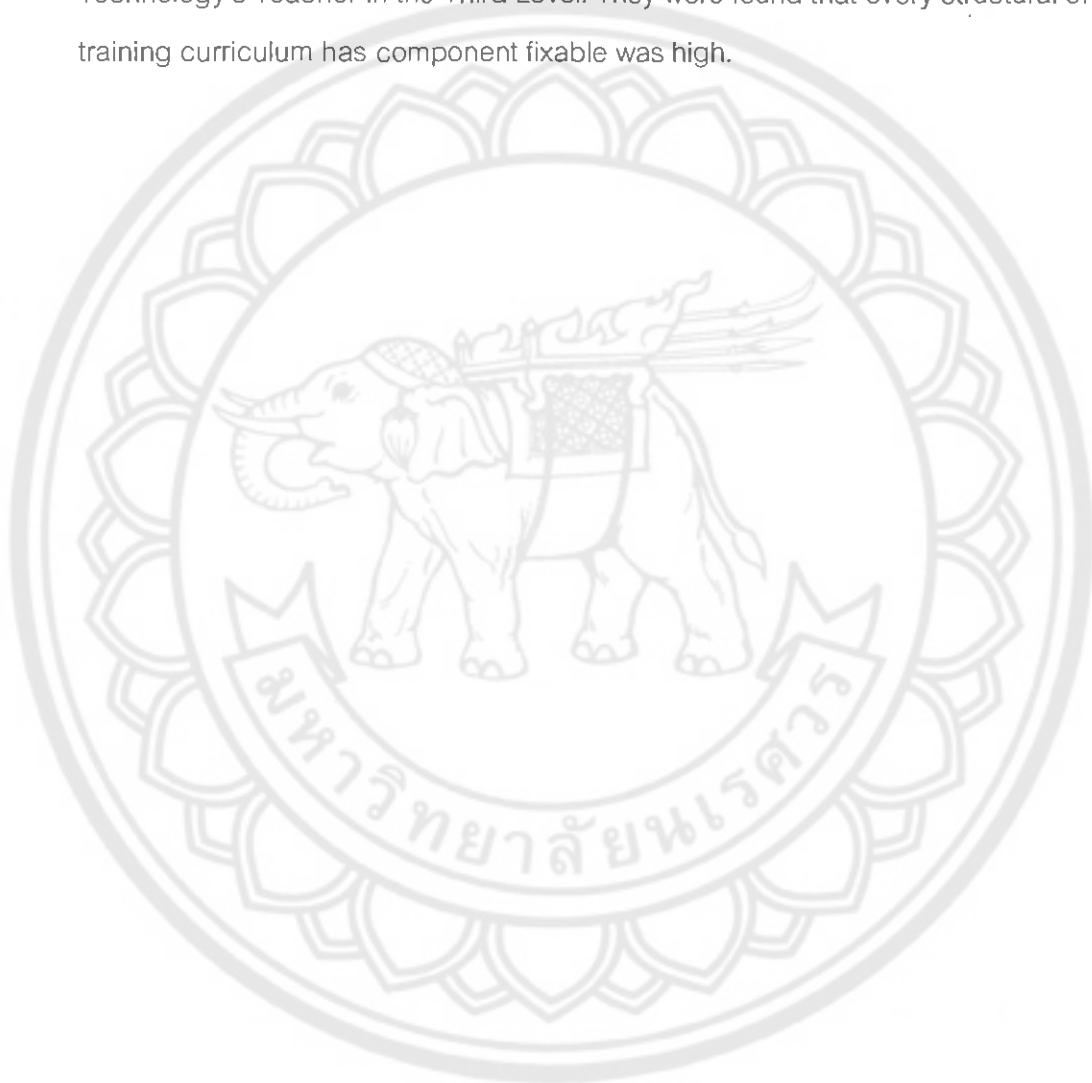 Technology's Teacher in the Third Level. They were found that every structural of
training curriculum has component fixable was high.
มหาวิทยาลัยนเรศวร